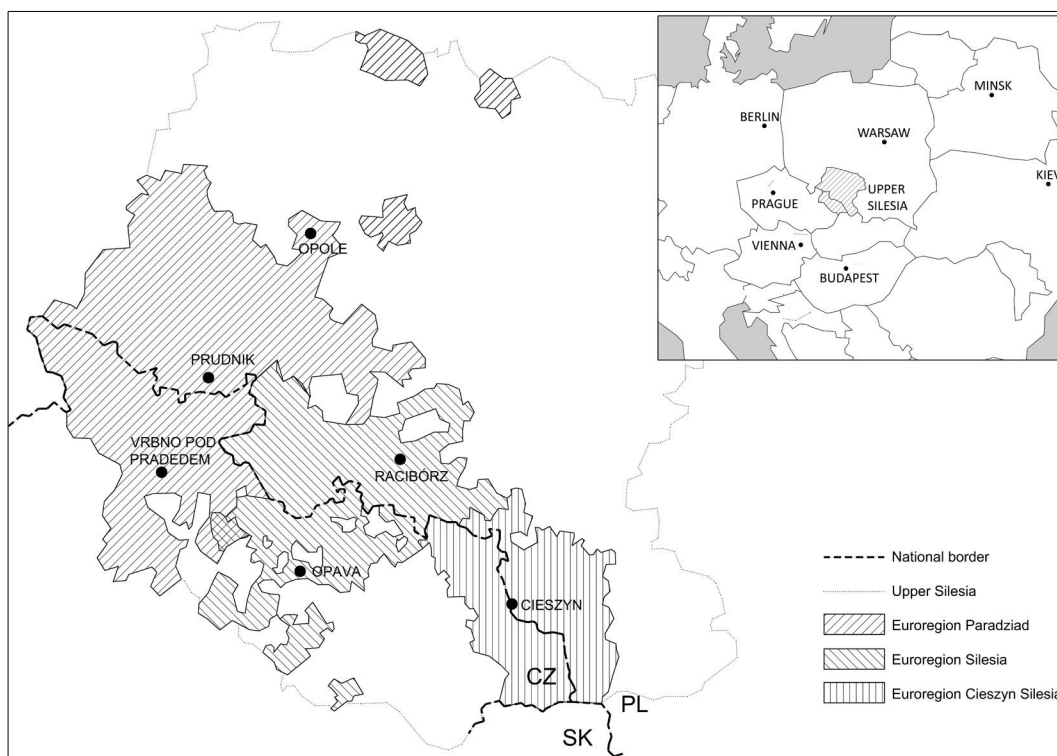 OPOLE
PRUDNIK
VRBNO POD
PRADEDEM
RACIBÓRZ
OPAVA
CIESZYN
CZ
PL
SK
MINSK
BERLIN
WARSAW
KIEV
UPPER
SILESIA
PRAGUE
VIENNA
BUDAPEST
National border
Upper Silesia
Euroregion Paradziad
Euroregion Silesia
Euroregion Cieszyn Silesia